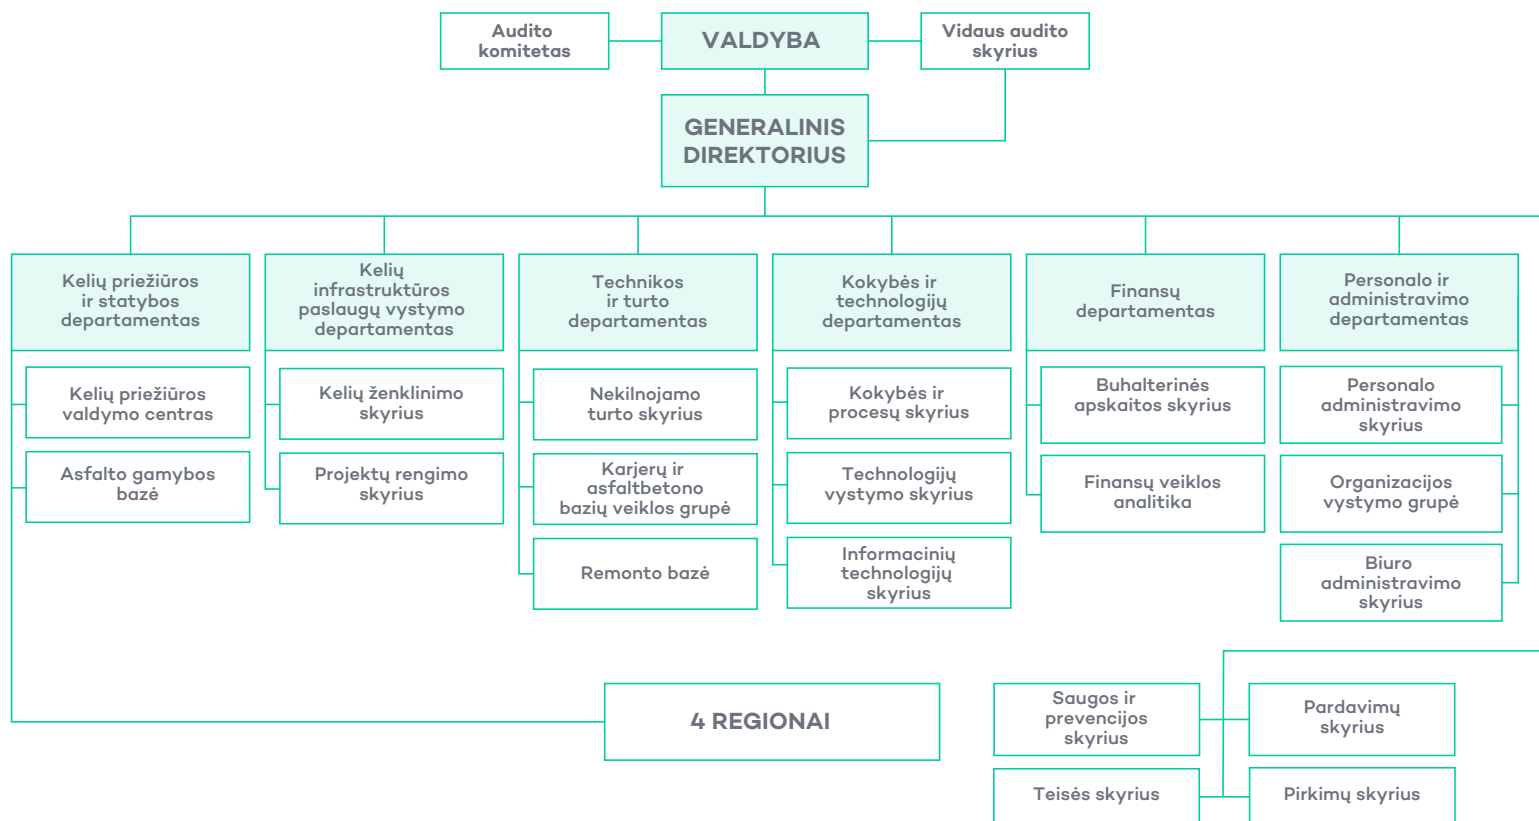 Audito
komitetas
VALDYBA
Vidaus audito
skyrius
GENERALINIS
DIREKTORIUS
Kelių priežiūros
ir statybos
departamentas
Kelių
infrastruktūros
paslaugų vystymo
departamentas
Technikos
ir turto
departamentas
Kokybės ir
technologijų
departamentas
Finansų
departamentas
Personalo ir
administravimo
departamentas
Kelių priežiūros
valdymo centras
Asfalto gamybos
bazė
Kelių ženklinimo
skyrius
Projektų rengimo
skyrius
Nekilnojamo
turto skyrius
Karjerų ir
asfaltbetono
bazių veiklos grupė
Remonto bazė
Kokybės ir
procesų skyrius
Technologijų
vystymo skyrius
Informacinių
technologijų
skyrius
Buhalterinės
apskaitos skyrius
Finansų veiklos
analitika
Personalo
administravimo
skyrius
Organizacijos
vystymo grupė
Biuro
administravimo
skyrius
4 REGIONAI
Saugos ir
prevencijos
skyrius
Pardavimų
skyrius
Teisės skyrius
Pirkimų skyrius